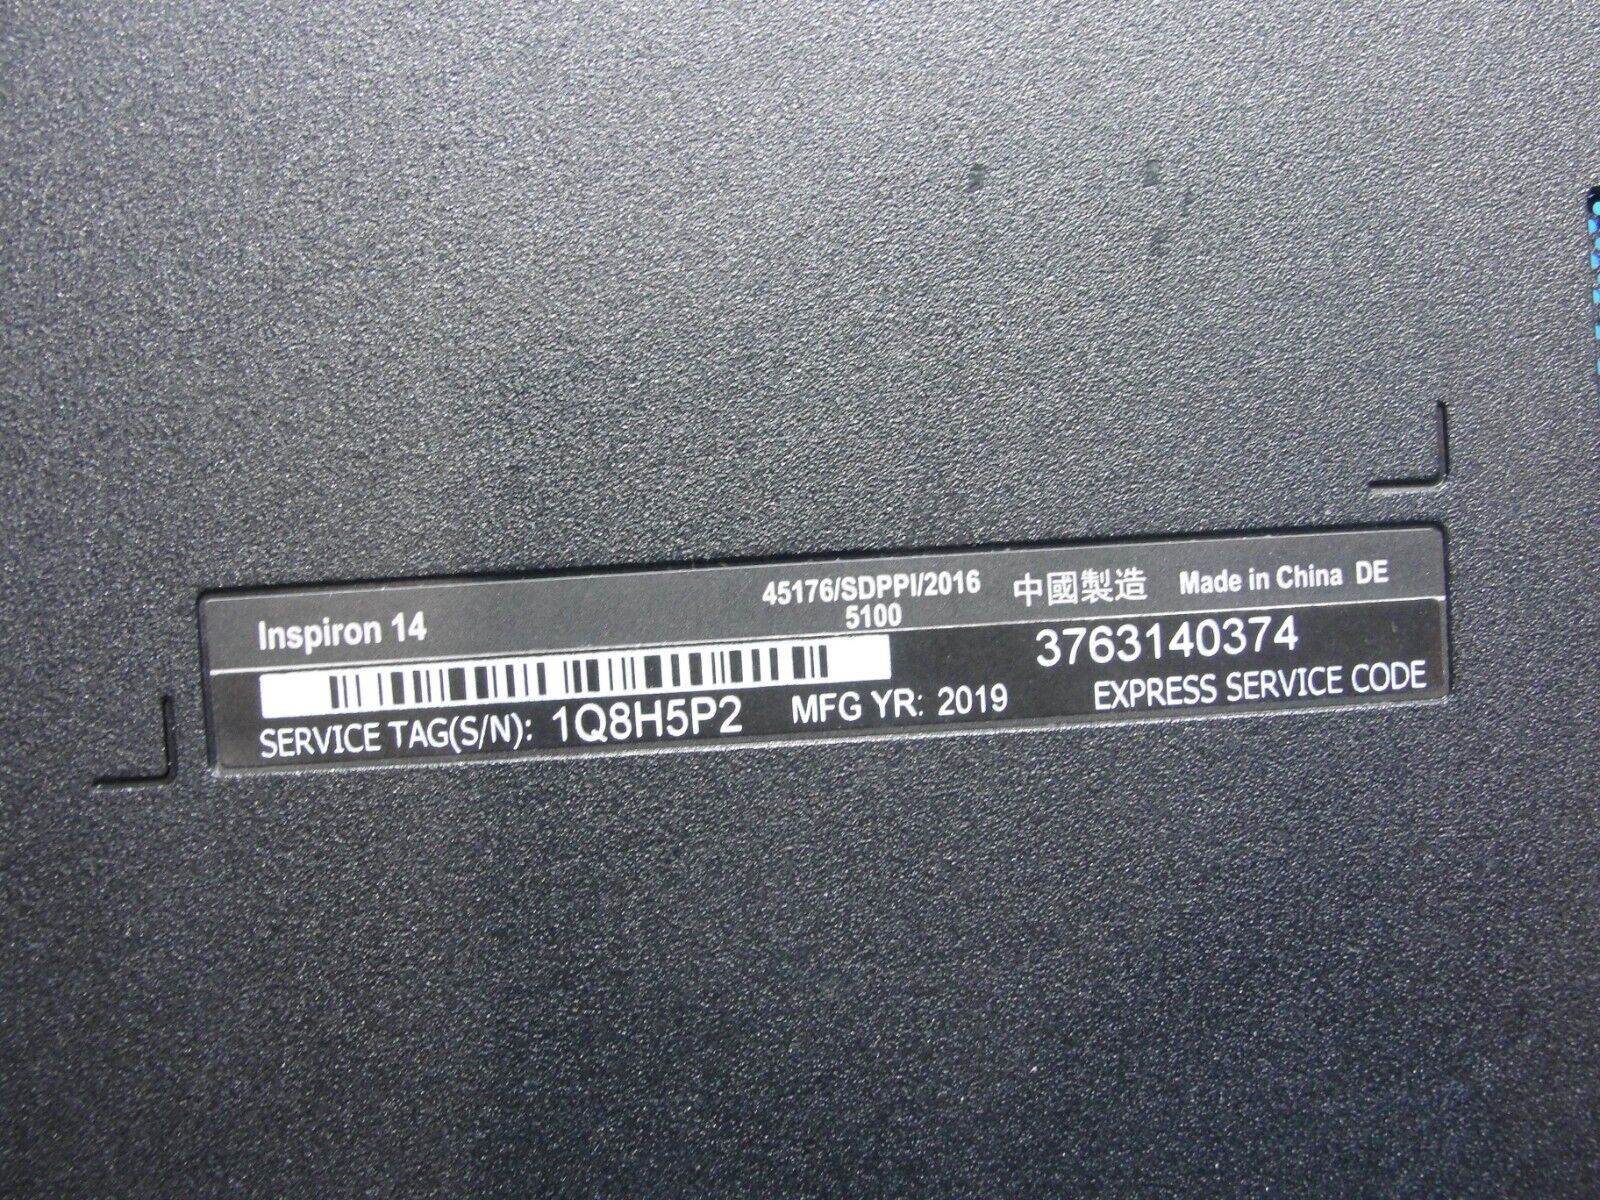 Inspiron 14
45176/SDPPI/2016
5100
中國製造 Made in China DE
3763140374
EXPRESS SERVICE CODE
SERVICE TAG(S/N): 1Q8H5P2 MFG YR: 2019